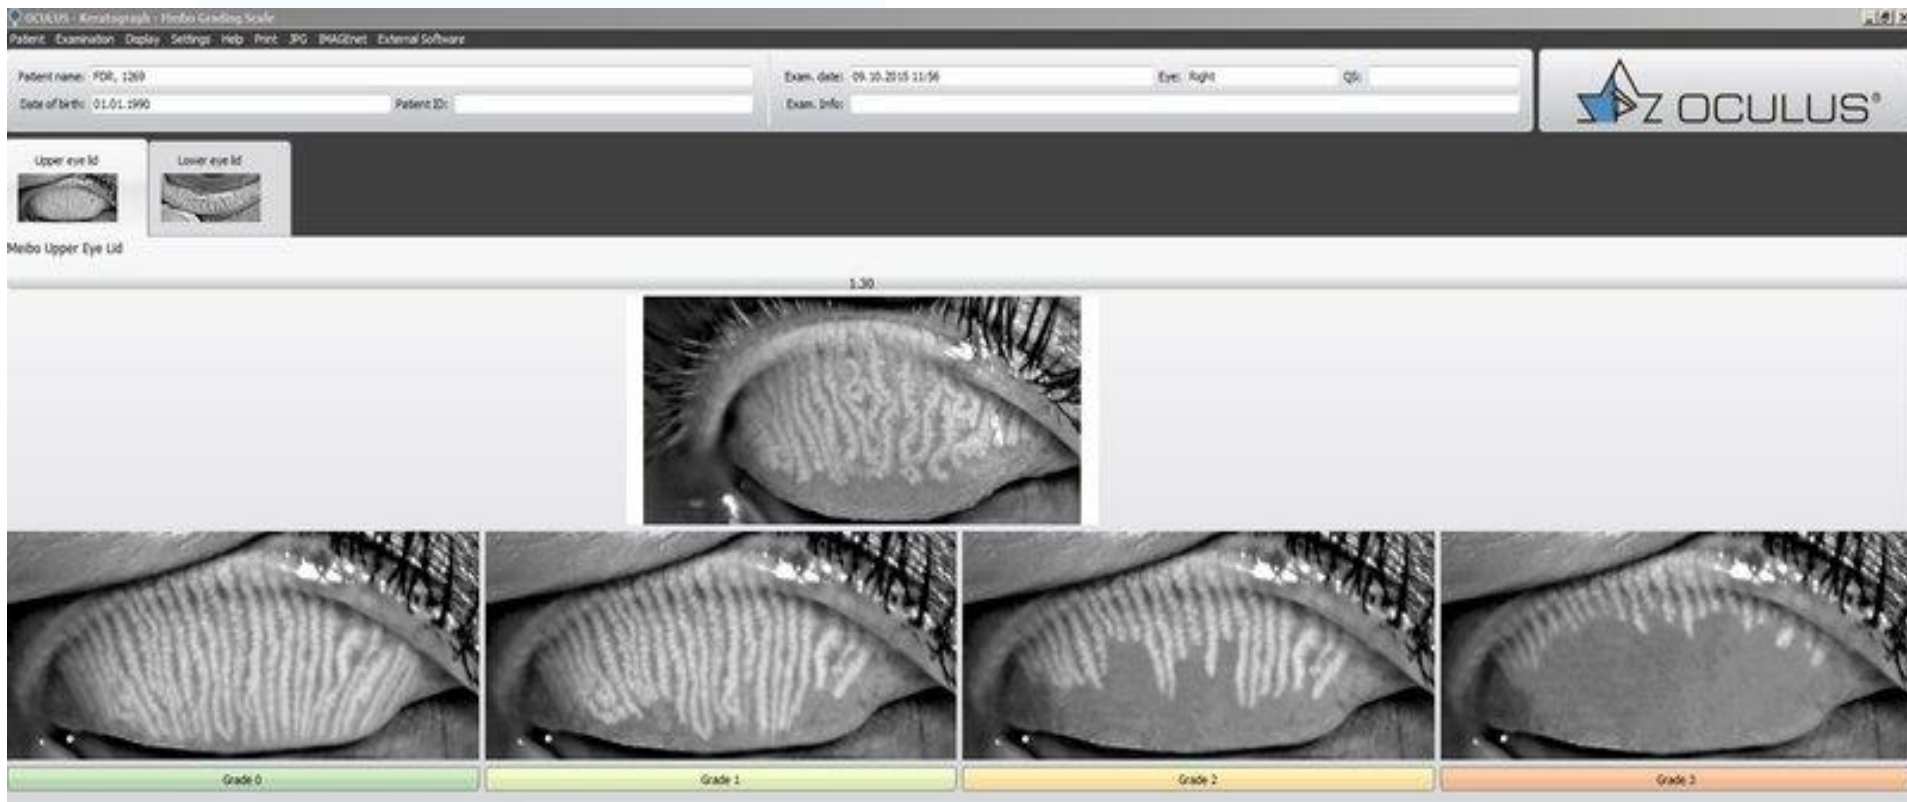 OCULUS - Keratograph - Meibo Grading Scale
Patient Examination Display Settings Help Print JPG IMAGEnet External Software
Patient name: FDR, 1269 Exam. date: 09.10.2015 11:56 Eye: Right QS:
Date of birth: 01.01.1990 Patient ID: Exam. Info:
OCULUS®
Upper eye lid Lower eye lid
Meibo Upper Eye Lid
1.30
Grade 0 Grade 1 Grade 2 Grade 3